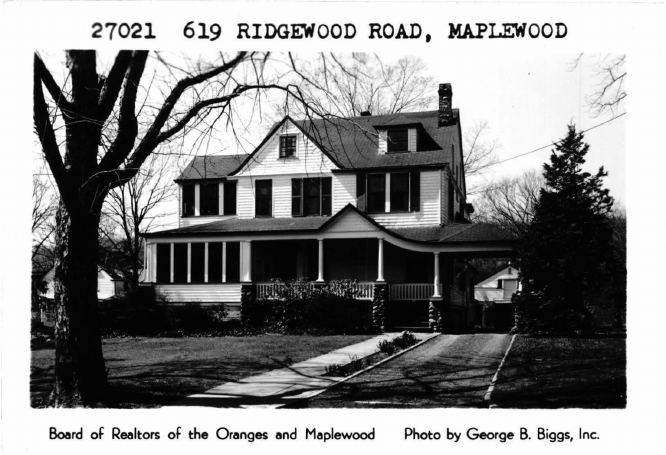 27021 619 RIDGEWOOD ROAD, MAPLEWOOD
Board of Realtors of the Oranges and Maplewood Photo by George B. Biggs, Inc.